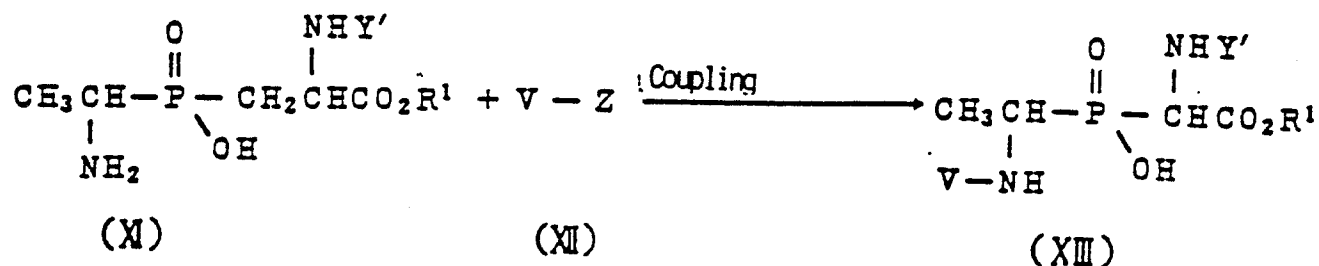 O NHY′ O NHY′
CH₃CH–P–CH₂CHCO₂R¹ + V–Z Coupling CH₃CH–P–CHCO₂R¹
NH₂ OH V–NH OH
(XI) (XII) (XIII)